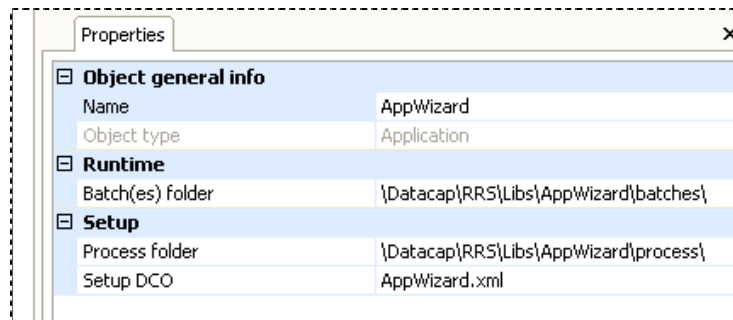 Properties
Object general info
Name AppWizard
Object type Application
Runtime
Batch(es) folder \Datacap\RRS\Libs\AppWizard\batches\
Setup
Process folder \Datacap\RRS\Libs\AppWizard\process\
Setup DCO AppWizard.xml